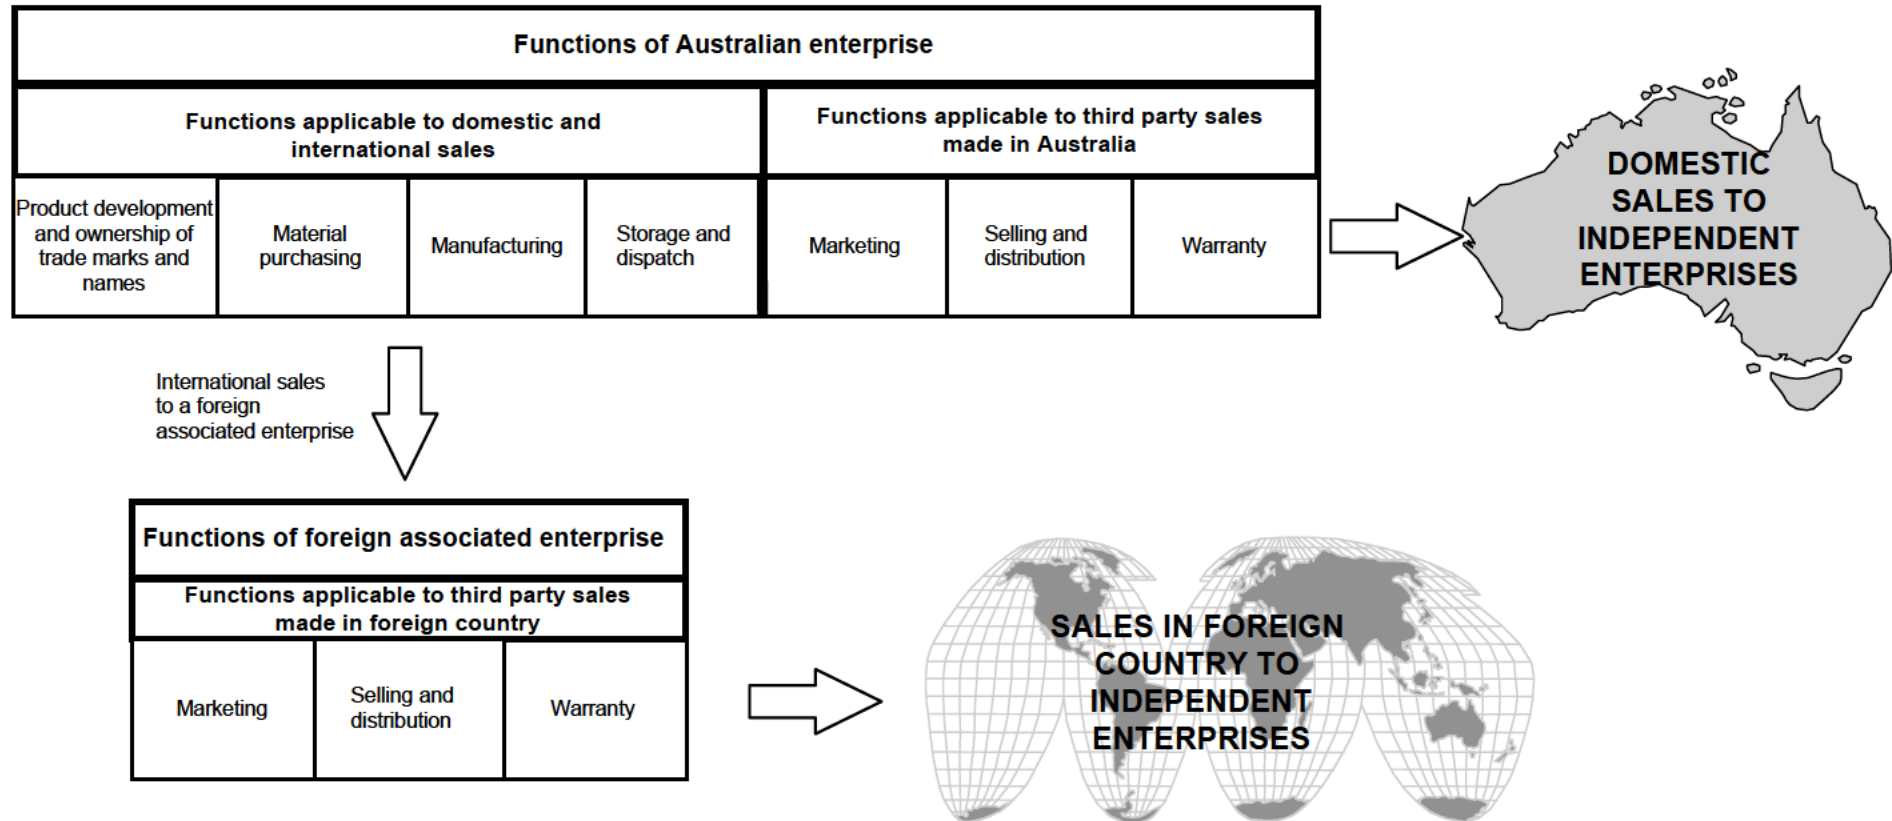 Functions of Australian enterprise
Functions applicable to domestic and
international sales
Functions applicable to third party sales
made in Australia
Product development
and ownership of
trade marks and
names
Material
purchasing
Manufacturing
Storage and
dispatch
Marketing
Selling and
distribution
Warranty
DOMESTIC
SALES TO
INDEPENDENT
ENTERPRISES
International sales
to a foreign
associated enterprise
Functions of foreign associated enterprise
Functions applicable to third party sales
made in foreign country
Marketing
Selling and
distribution
Warranty
SALES IN FOREIGN
COUNTRY TO
INDEPENDENT
ENTERPRISES